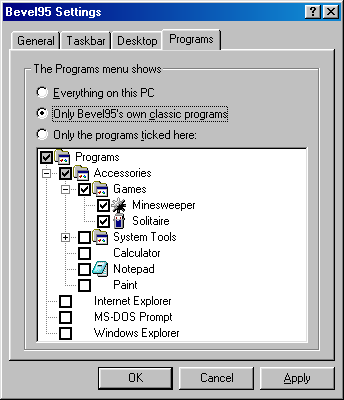 Bevel95 Settings
General Taskbar Desktop Programs
The Programs menu shows
Everything on this PC
Only Bevel95's own classic programs
Only the programs ticked here:
Programs
Accessories
Games
Minesweeper
Solitaire
System Tools
Calculator
Notepad
Paint
Internet Explorer
MS-DOS Prompt
Windows Explorer
OK Cancel Apply